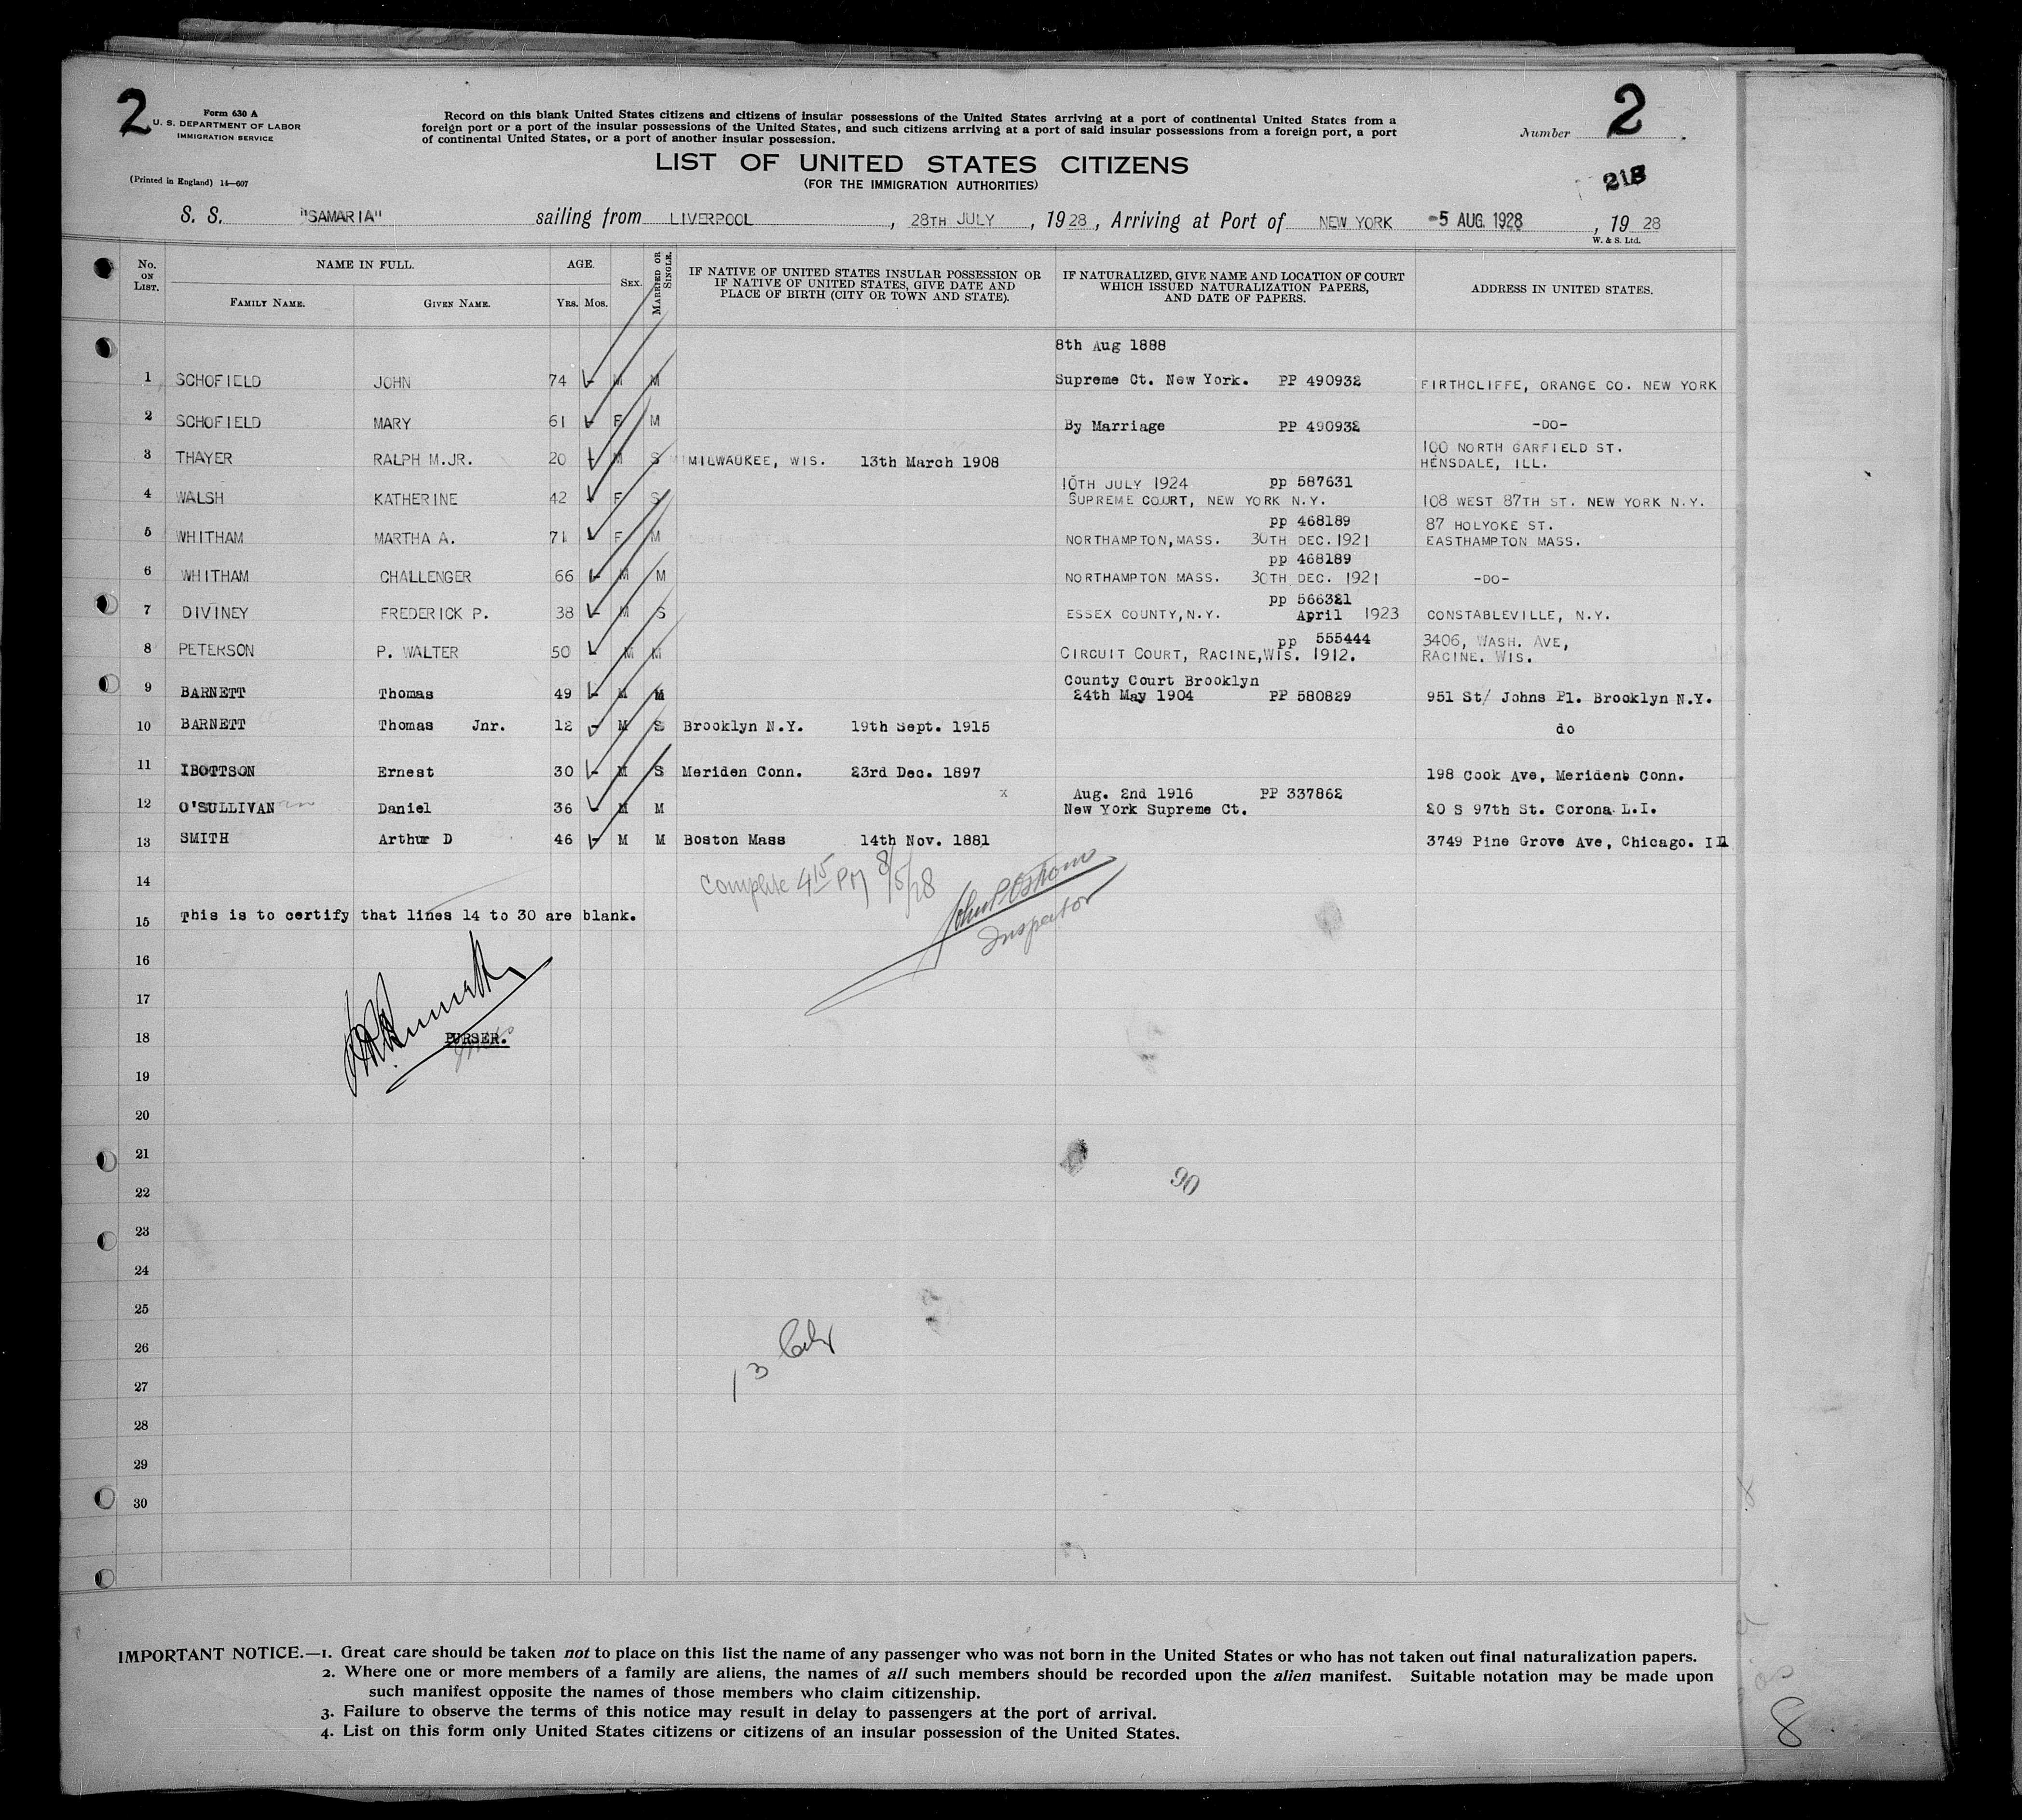 2
Form 630 A
U. S. DEPARTMENT OF LABOR
IMMIGRATION SERVICE
(Printed in England) 14—607
Record on this blank United States citizens and citizens of insular possessions of the United States arriving at a port of continental United States from a
foreign port or a port of the insular possessions of the United States, and such citizens arriving at a port of said insular possessions from a foreign port, a port
of continental United States, or a port of another insular possession.
Number 2
LIST OF UNITED STATES CITIZENS
(FOR THE IMMIGRATION AUTHORITIES)
218
S. S. "SAMARIA" sailing from LIVERPOOL, 28TH JULY, 1928, Arriving at Port of NEW YORK -5 AUG. 1928, 19 28
W. & S. Ltd.
No. ON LIST. NAME IN FULL. AGE. SEX. MARRIED OR SINGLE. IF NATIVE OF UNITED STATES INSULAR POSSESSION OR IF NATIVE OF UNITED STATES, GIVE DATE AND PLACE OF BIRTH (CITY OR TOWN AND STATE). IF NATURALIZED, GIVE NAME AND LOCATION OF COURT WHICH ISSUED NATURALIZATION PAPERS, AND DATE OF PAPERS. ADDRESS IN UNITED STATES.
FAMILY NAME. GIVEN NAME. YRS. MOS.
8th Aug 1888
1 SCHOFIELD JOHN 74 M M Supreme Ct. New York. PP 490932 FIRTHCLIFFE, ORANGE CO. NEW YORK
2 SCHOFIELD MARY 61 F M By Marriage PP 490932 -DO-
100 NORTH GARFIELD ST.
3 THAYER RALPH M.JR. 20 M S MILWAUKEE, WIS. 13th March 1908 HENSDALE, ILL.
10TH JULY 1924 pp 587631
4 WALSH KATHERINE 42 F S SUPREME COURT, NEW YORK N.Y. 108 WEST 87TH ST. NEW YORK N.Y.
pp 468189 87 HOLYOKE ST.
5 WHITHAM MARTHA A. 71 F M NORTHAMPTON, MASS. 30TH DEC. 1921 EASTHAMPTON MASS.
pp 468189
6 WHITHAM CHALLENGER 66 M M NORTHAMPTON MASS. 30TH DEC. 1921 -DO-
pp 566321
7 DIVINEY FREDERICK P. 38 M S ESSEX COUNTY, N.Y. April 1923 CONSTABLEVILLE, N.Y.
pp 555444 3406, WASH. AVE,
8 PETERSON P. WALTER 50 M M CIRCUIT COURT, RACINE, WIS. 1912. RACINE. WIS.
County Court Brooklyn
9 BARNETT Thomas 49 M M 24th May 1904 PP 580829 951 St/ Johns Pl. Brooklyn N.Y.
10 BARNETT Thomas Jnr. 12 M S Brooklyn N.Y. 19th Sept. 1915 do
11 IBOTTSON Ernest 30 M S Meriden Conn. 23rd Dec. 1897 198 Cook Ave, Meriden Conn.
x Aug. 2nd 1916 PP 337862
12 O'SULLIVAN an Daniel 36 M M New York Supreme Ct. 20 S 97th St. Corona L.I.
13 SMITH Arthur D 46 M M Boston Mass 14th Nov. 1881 3749 Pine Grove Ave, Chicago. Ill
14 Complete 4 15 PM 8/5/28 John P Ostrom
Inspector
15 This is to certify that lines 14 to 30 are blank.
16
17
18 PURSER.
19
20
21
22 90
23
24
25
26
27 13
28
29
30
IMPORTANT NOTICE.—1. Great care should be taken not to place on this list the name of any passenger who was not born in the United States or who has not taken out final naturalization papers.
2. Where one or more members of a family are aliens, the names of all such members should be recorded upon the alien manifest. Suitable notation may be made upon
such manifest opposite the names of those members who claim citizenship.
3. Failure to observe the terms of this notice may result in delay to passengers at the port of arrival.
4. List on this form only United States citizens or citizens of an insular possession of the United States.
8